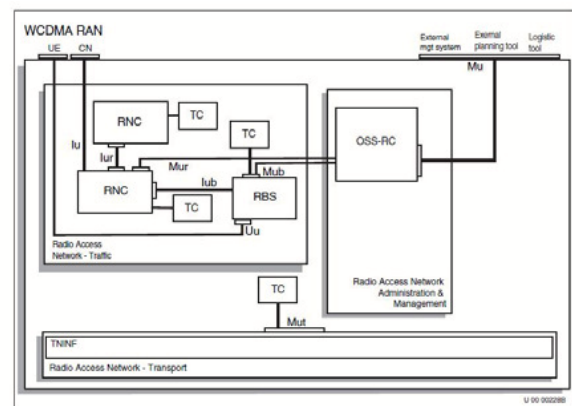 WCDMA RAN
UE
CN
External
mgt system
Exernal
planning tool
Logistic
tool
Mu
RNC
TC
TC
OSS-RC
Iu
Iur
Mur
Mub
Iub
RNC
RBS
TC
Uu
Radio Access
Network - Traffic
TC
Radio Access Network
Administration &
Management
Mut
TNINF
Radio Access Network - Transport
U 00 002288